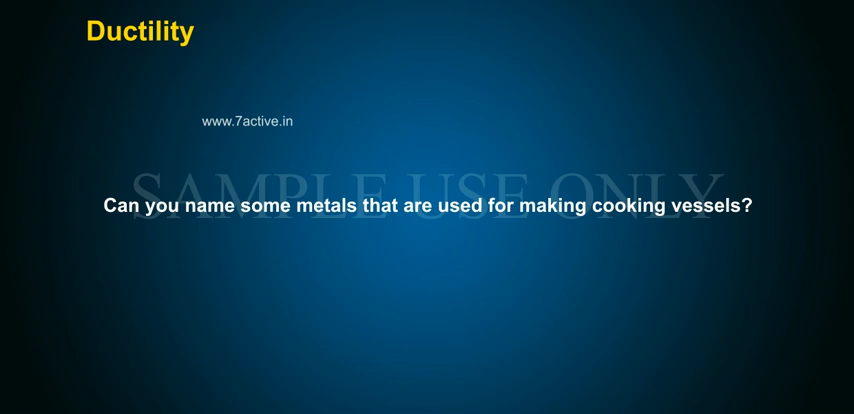 Ductility
www.7active.in
SAMPLE USE ONLY
Can you name some metals that are used for making cooking vessels?